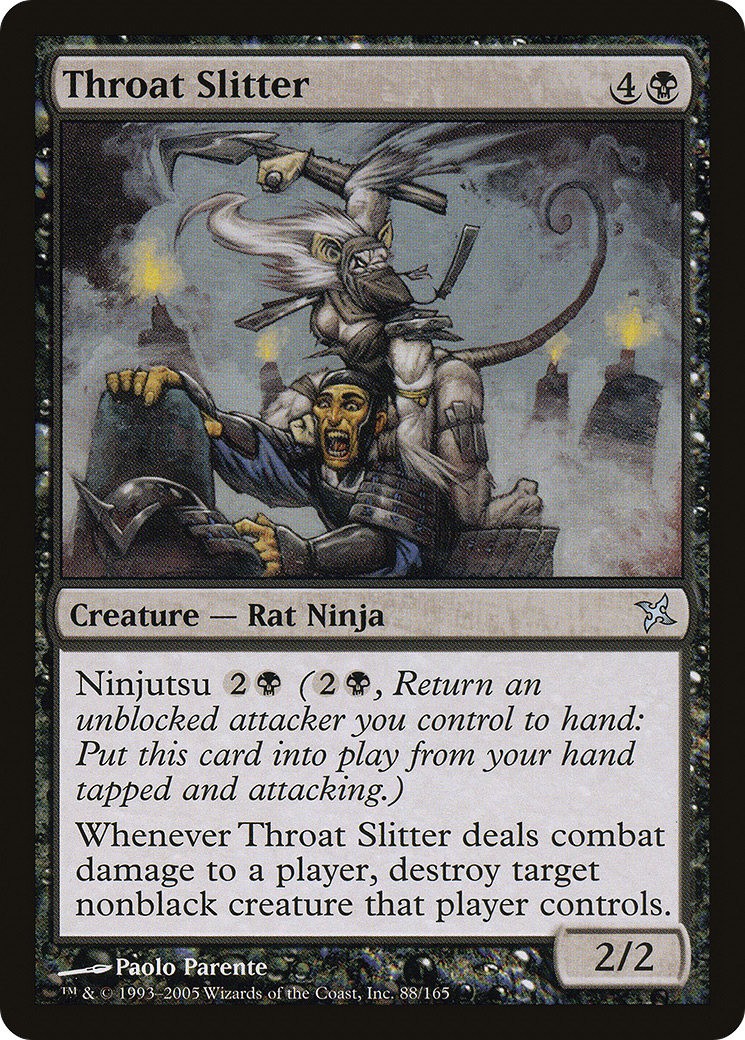 Throat Slitter 4
Creature — Rat Ninja
Ninjutsu 2 (2, Return an
unblocked attacker you control to hand:
Put this card into play from your hand
tapped and attacking.)
Whenever Throat Slitter deals combat
damage to a player, destroy target
nonblack creature that player controls.
2/2
Paolo Parente
™ & © 1993–2005 Wizards of the Coast, Inc. 88/165